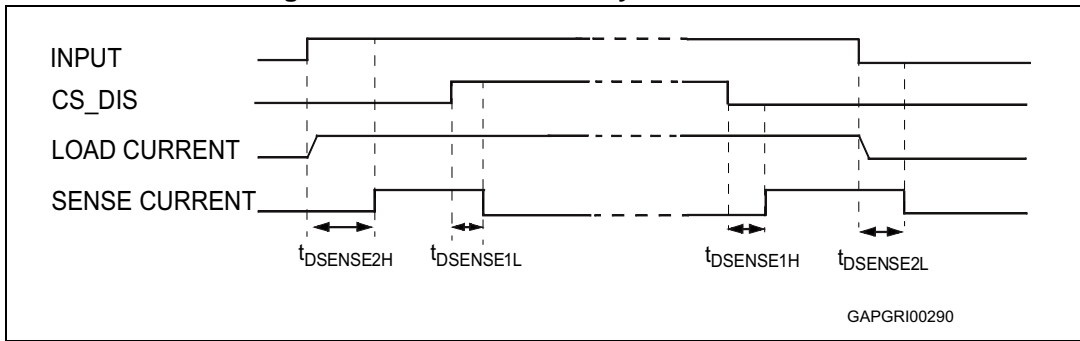 INPUT
CS_DIS
LOAD CURRENT
SENSE CURRENT
tDSENSE2H
tDSENSE1L
tDSENSE1H
tDSENSE2L
GAPGRI00290